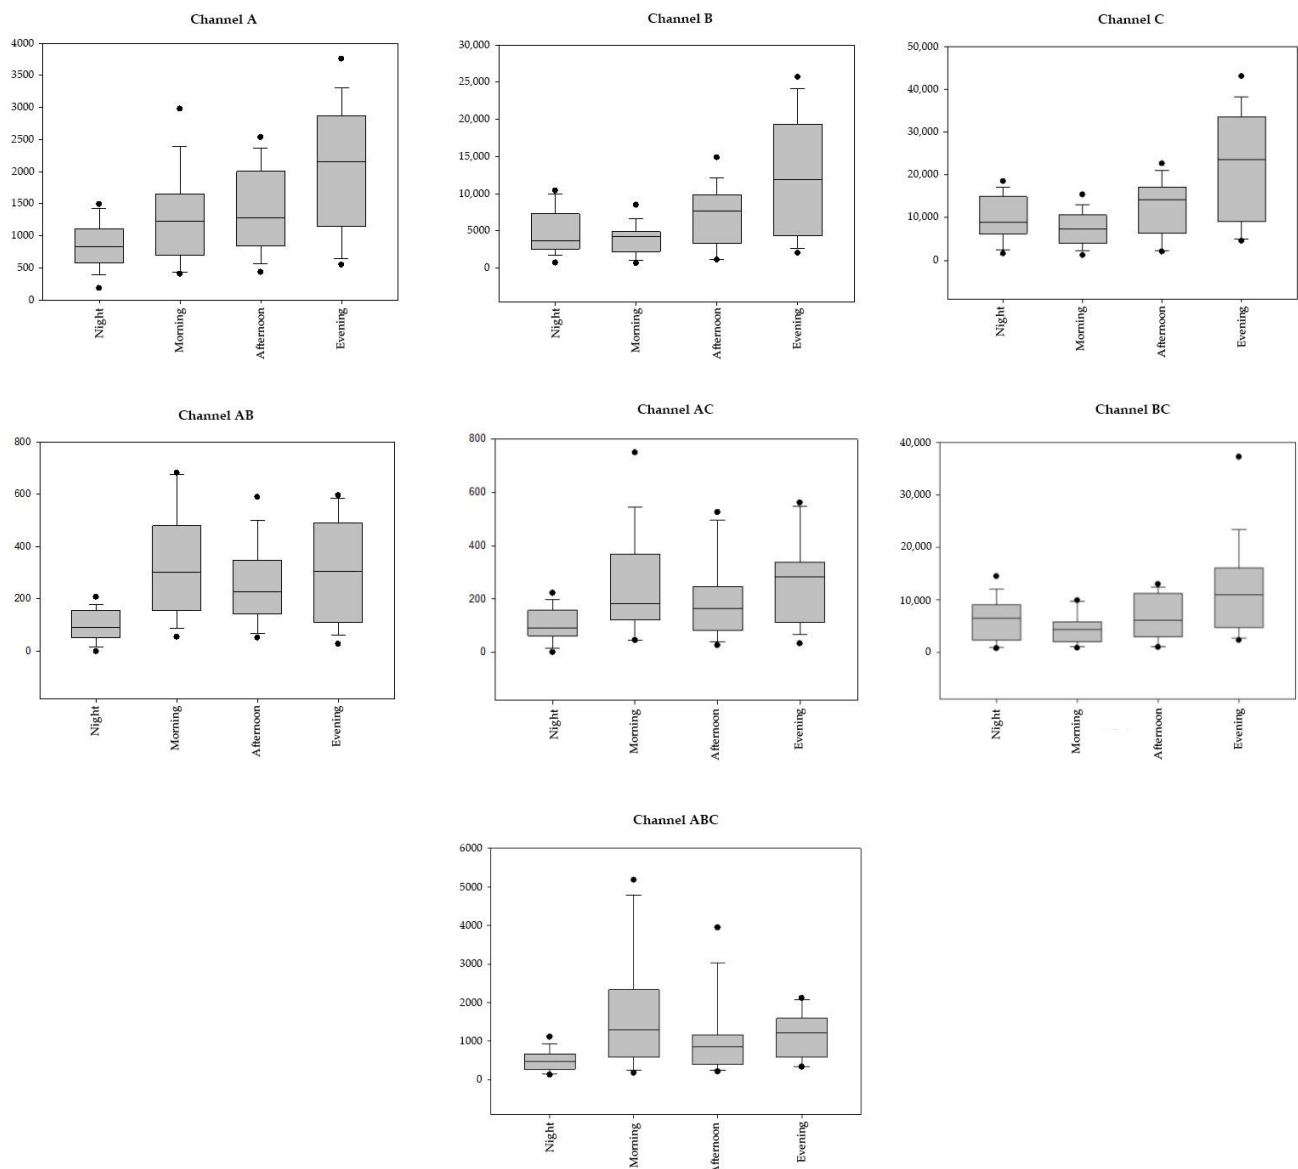 Channel A
4000
3500
3000
2500
2000
1500
1000
500
0
Night
Morning
Afternoon
Evening
Channel B
30,000
25,000
20,000
15,000
10,000
5000
0
Night
Morning
Afternoon
Evening
Channel C
50,000
40,000
30,000
20,000
10,000
0
Night
Morning
Afternoon
Evening
Channel AB
800
600
400
200
0
Night
Morning
Afternoon
Evening
Channel AC
800
600
400
200
0
Night
Morning
Afternoon
Evening
Channel BC
40,000
30,000
20,000
10,000
0
Night
Morning
Afternoon
Evening
Channel ABC
6000
5000
4000
3000
2000
1000
0
Night
Morning
Afternoon
Evening